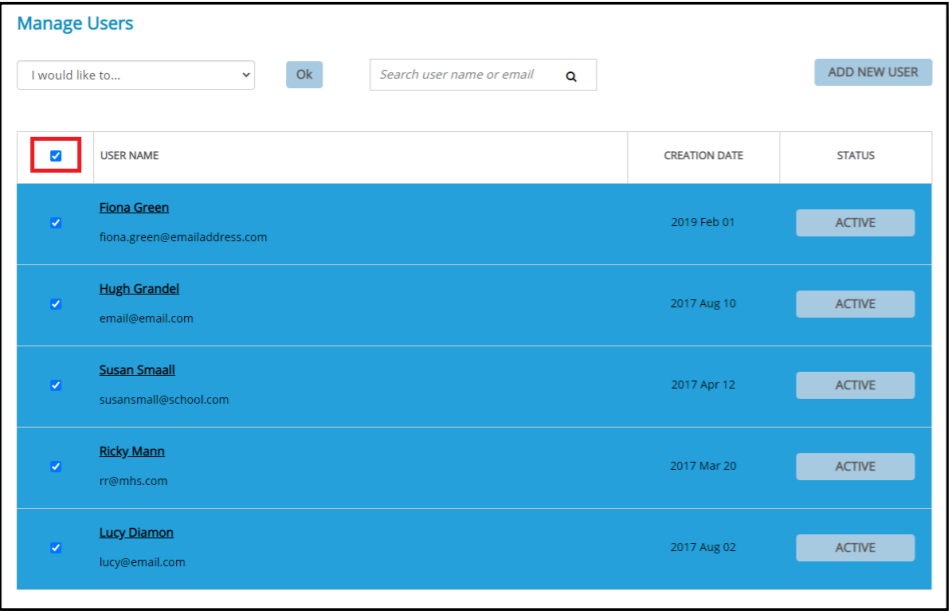 Manage Users
I would like to... Ok Search user name or email ADD NEW USER
USER NAME CREATION DATE STATUS
Fiona Green
fiona.green@emailaddress.com 2019 Feb 01 ACTIVE
Hugh Grandel
email@email.com 2017 Aug 10 ACTIVE
Susan Smaall
susansmall@school.com 2017 Apr 12 ACTIVE
Ricky Mann
rr@mhs.com 2017 Mar 20 ACTIVE
Lucy Diamon
lucy@email.com 2017 Aug 02 ACTIVE